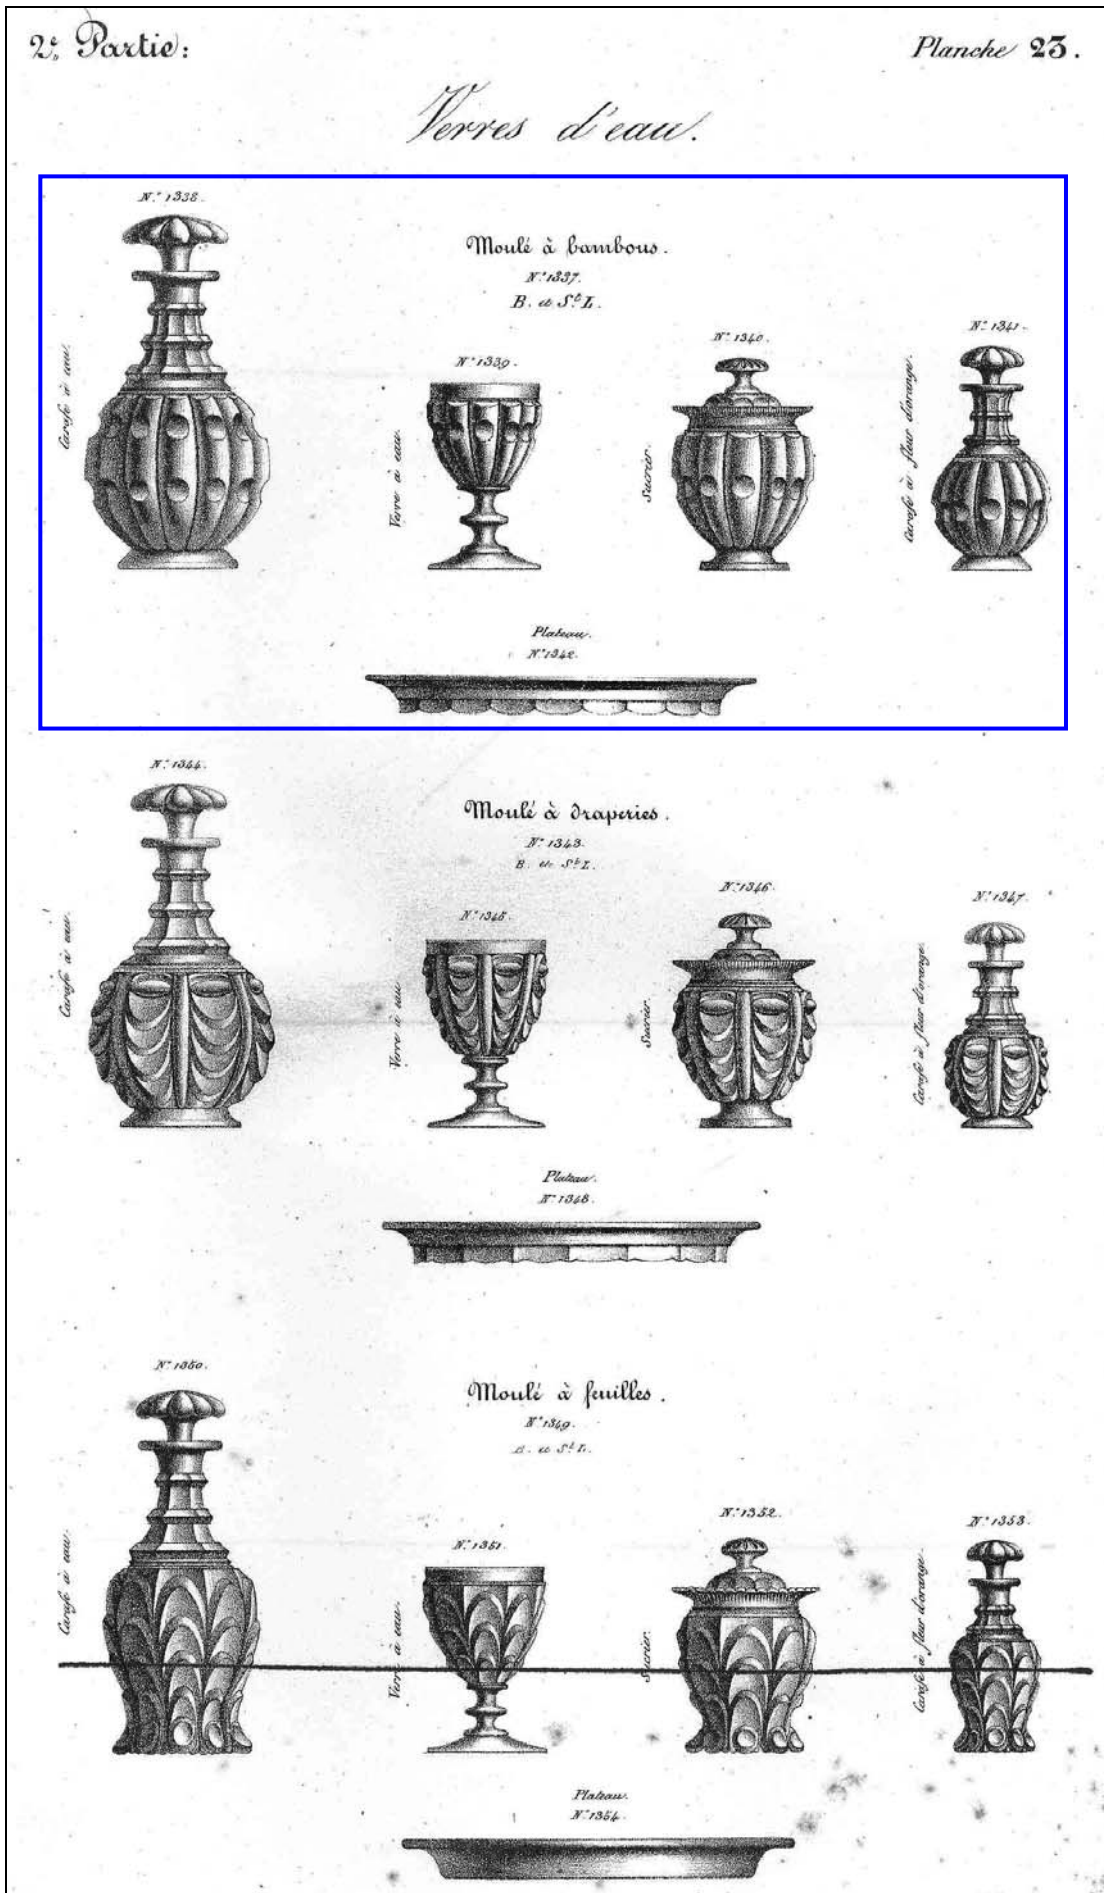 2e. Partie:
Planche 23.
Verres d'eau.
N.° 1338.
Moulé à bambous.
N.° 1337.
B. et St. L.
N.° 1339.
N.° 1340.
N.° 1341.
Carafe à eau.
Verre à eau.
Sucrier.
Carafe à fleur d'orange.
Plateau.
N.° 1342.
N.° 1344.
Moulé à draperies.
N.° 1343.
B. et St. L.
N.° 1345.
N.° 1346.
N.° 1347.
Carafe à eau.
Verre à eau.
Sucrier.
Carafe à fleur d'orange.
Plateau.
N.° 1348.
N.° 1350.
Moulé à feuilles.
N.° 1349.
B. et St. L.
N.° 1351.
N.° 1352.
N.° 1353.
Carafe à eau.
Verre à eau.
Sucrier.
Carafe à fleur d'orange.
Plateau.
N.° 1354.